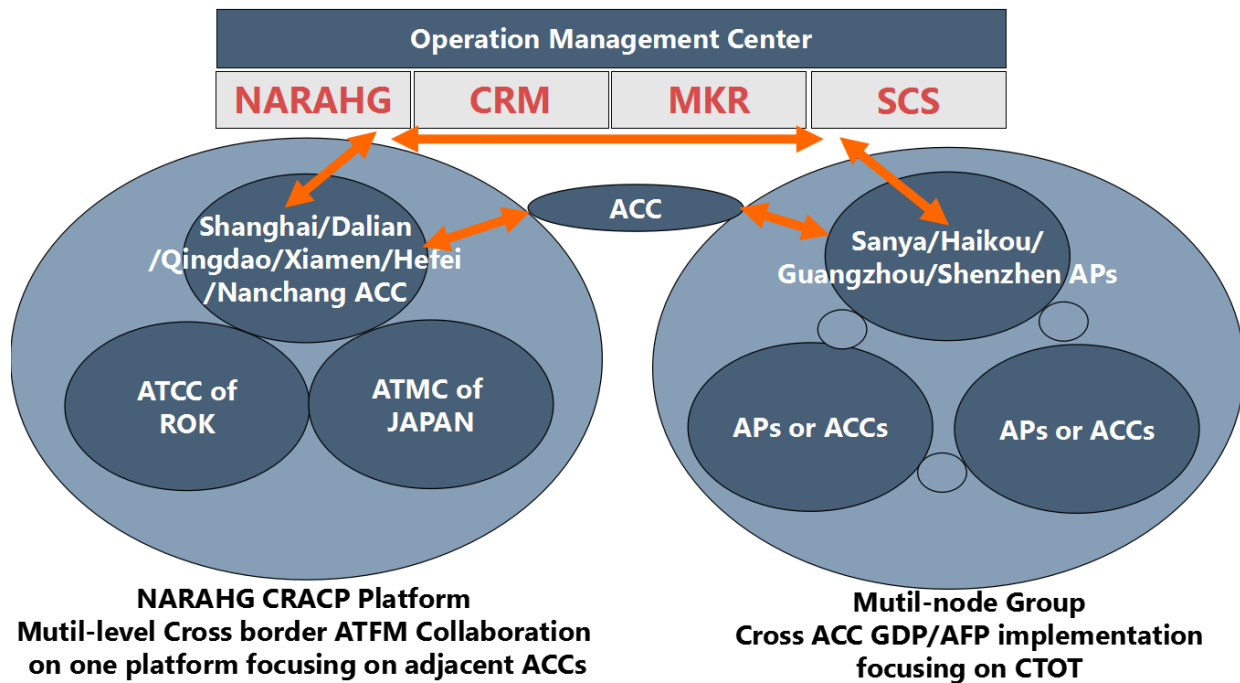 Operation Management Center
NARAHG CRM MKR SCS
ACC
Shanghai/Dalian
/Qingdao/Xiamen/Hefei
/Nanchang ACC
ATCC of
ROK
ATMC of
JAPAN
Sanya/Haikou/
Guangzhou/Shenzhen APs
APs or ACCs
APs or ACCs
NARAHG CRACP Platform
Mutil-level Cross border ATFM Collaboration
on one platform focusing on adjacent ACCs
Mutil-node Group
Cross ACC GDP/AFP implementation
focusing on CTOT